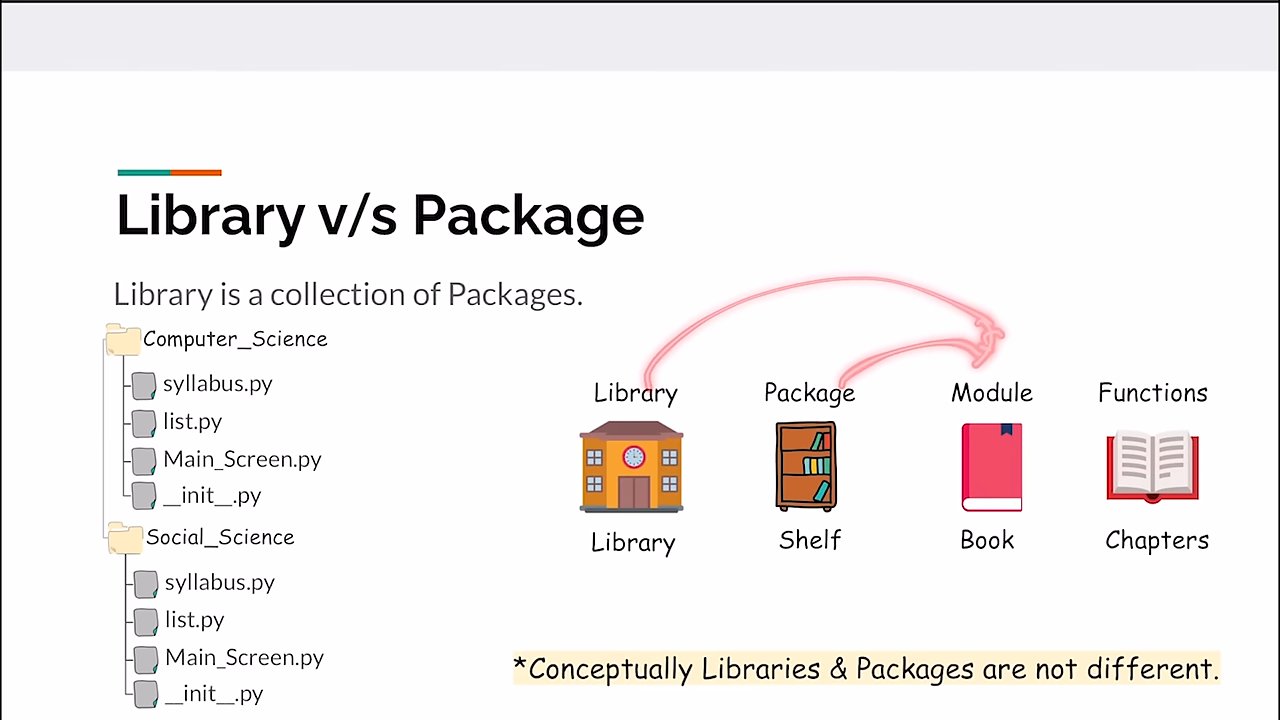 Library v/s Package
Library is a collection of Packages.
Computer_Science
syllabus.py
list.py
Main_Screen.py
__init__.py
Social_Science
syllabus.py
list.py
Main_Screen.py
__init__.py
Library Package Module Functions
Library Shelf Book Chapters
*Conceptually Libraries & Packages are not different.